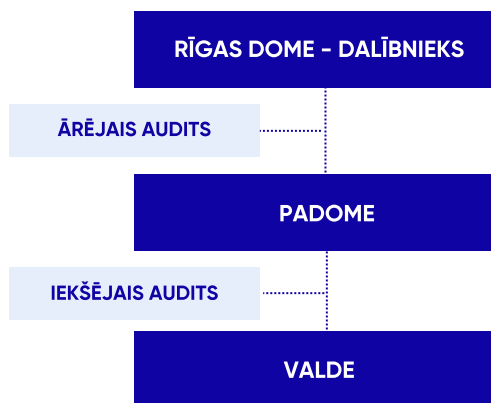 RĪGAS DOME - DALĪBNIEKS
ĀRĒJAIS AUDITS
PADOME
IEKŠĒJAIS AUDITS
VALDE